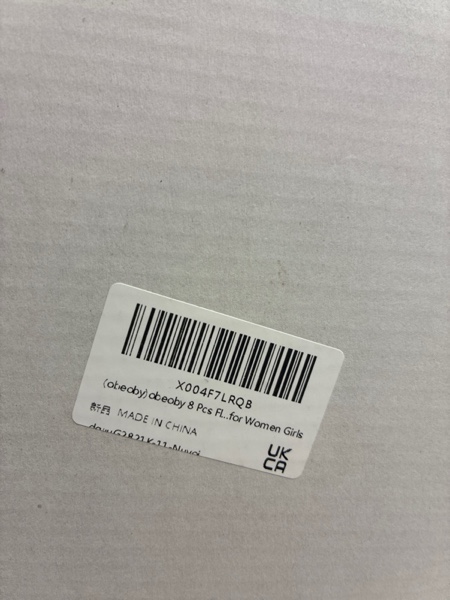 X004F7LRQB
(obeoby)obeoby 8 Pcs FL..for Women Girls
新品 MADE IN CHINA
UK
CA